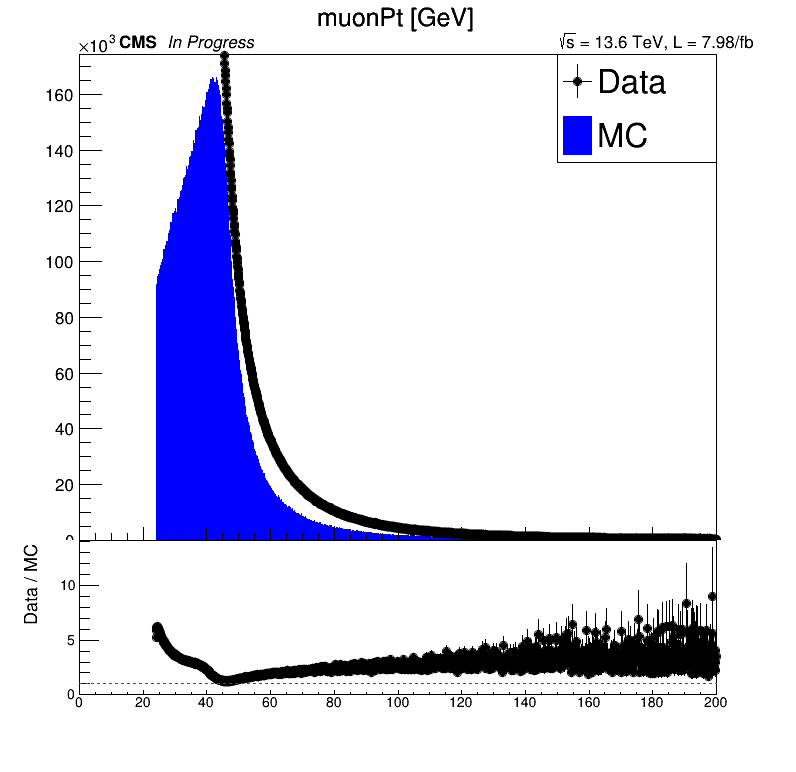 muonPt [GeV]
×10³ CMS In Progress
√s = 13.6 TeV, L = 7.98/fb
Data
MC
160
140
120
100
80
60
40
20
0
Data / MC
10
5
0
0 20 40 60 80 100 120 140 160 180 200